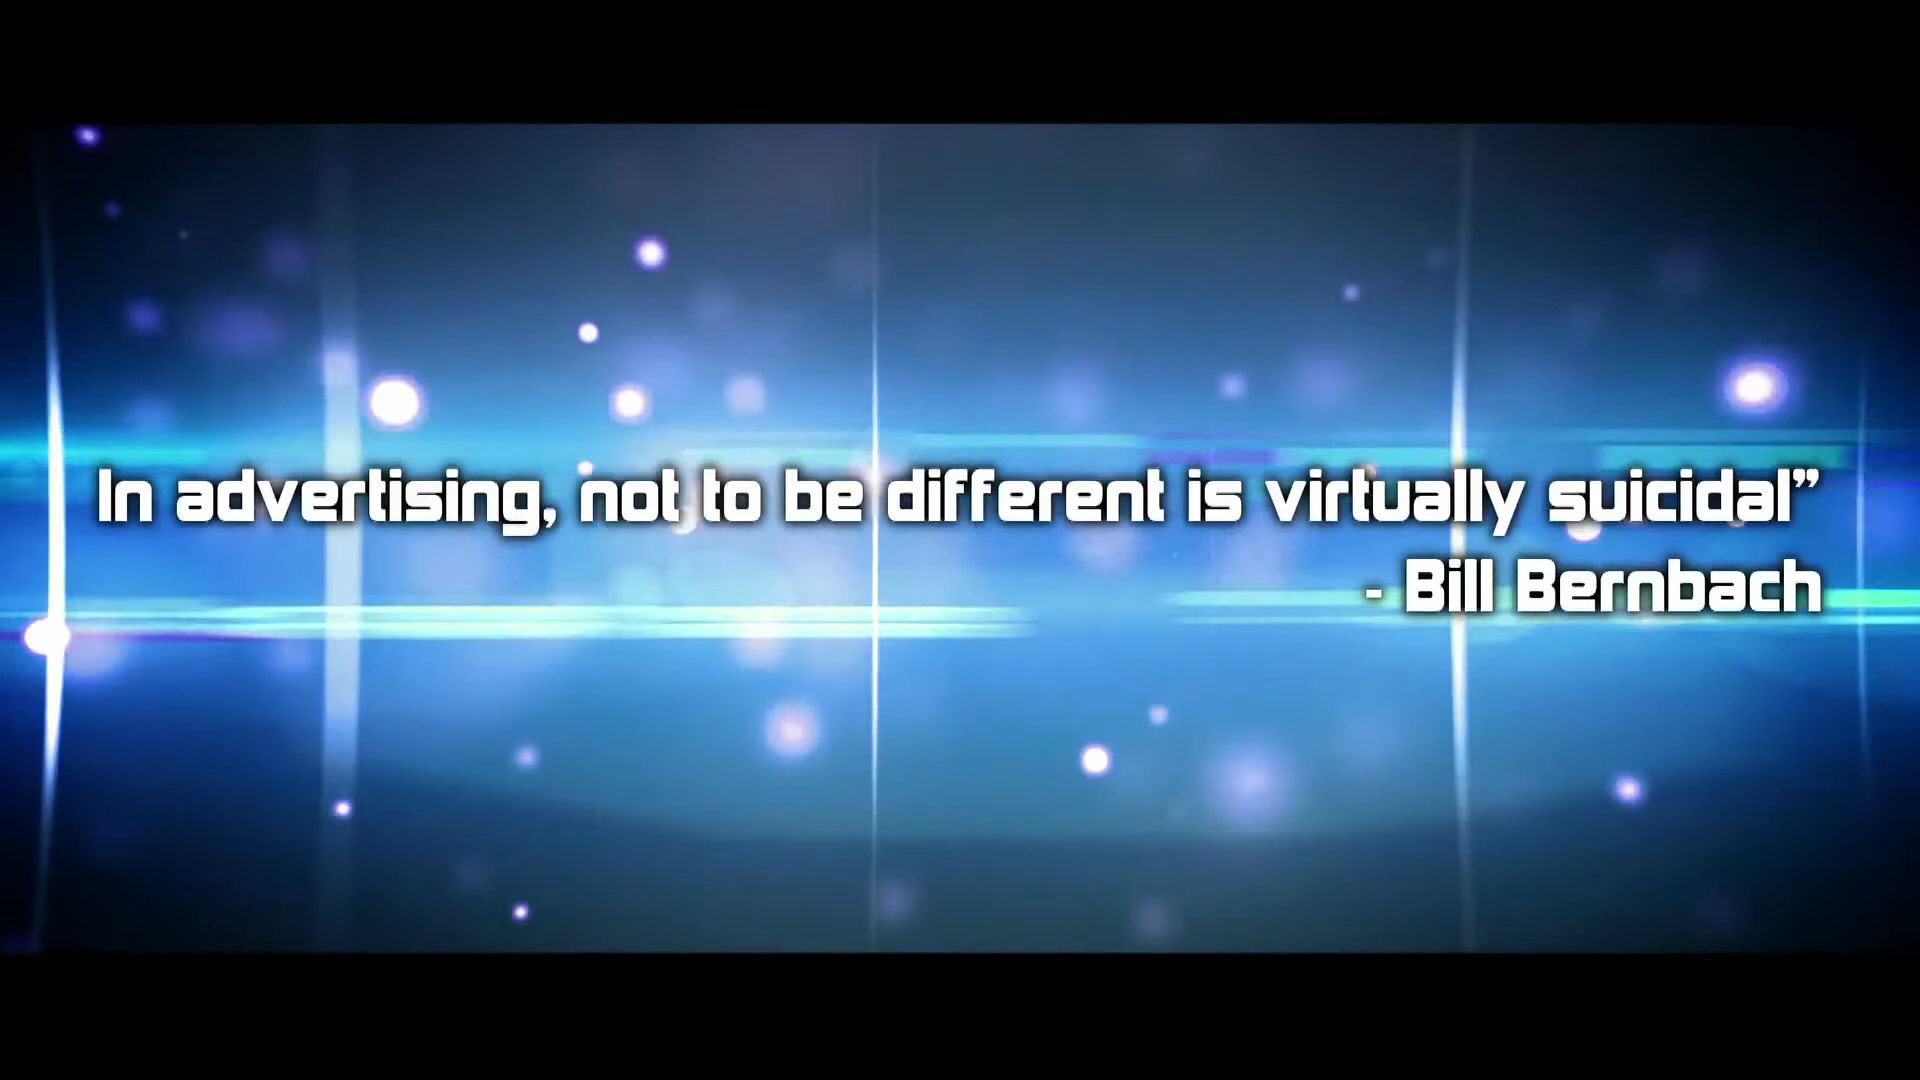 In advertising, not to be different is virtually suicidal”
- Bill Bernbach